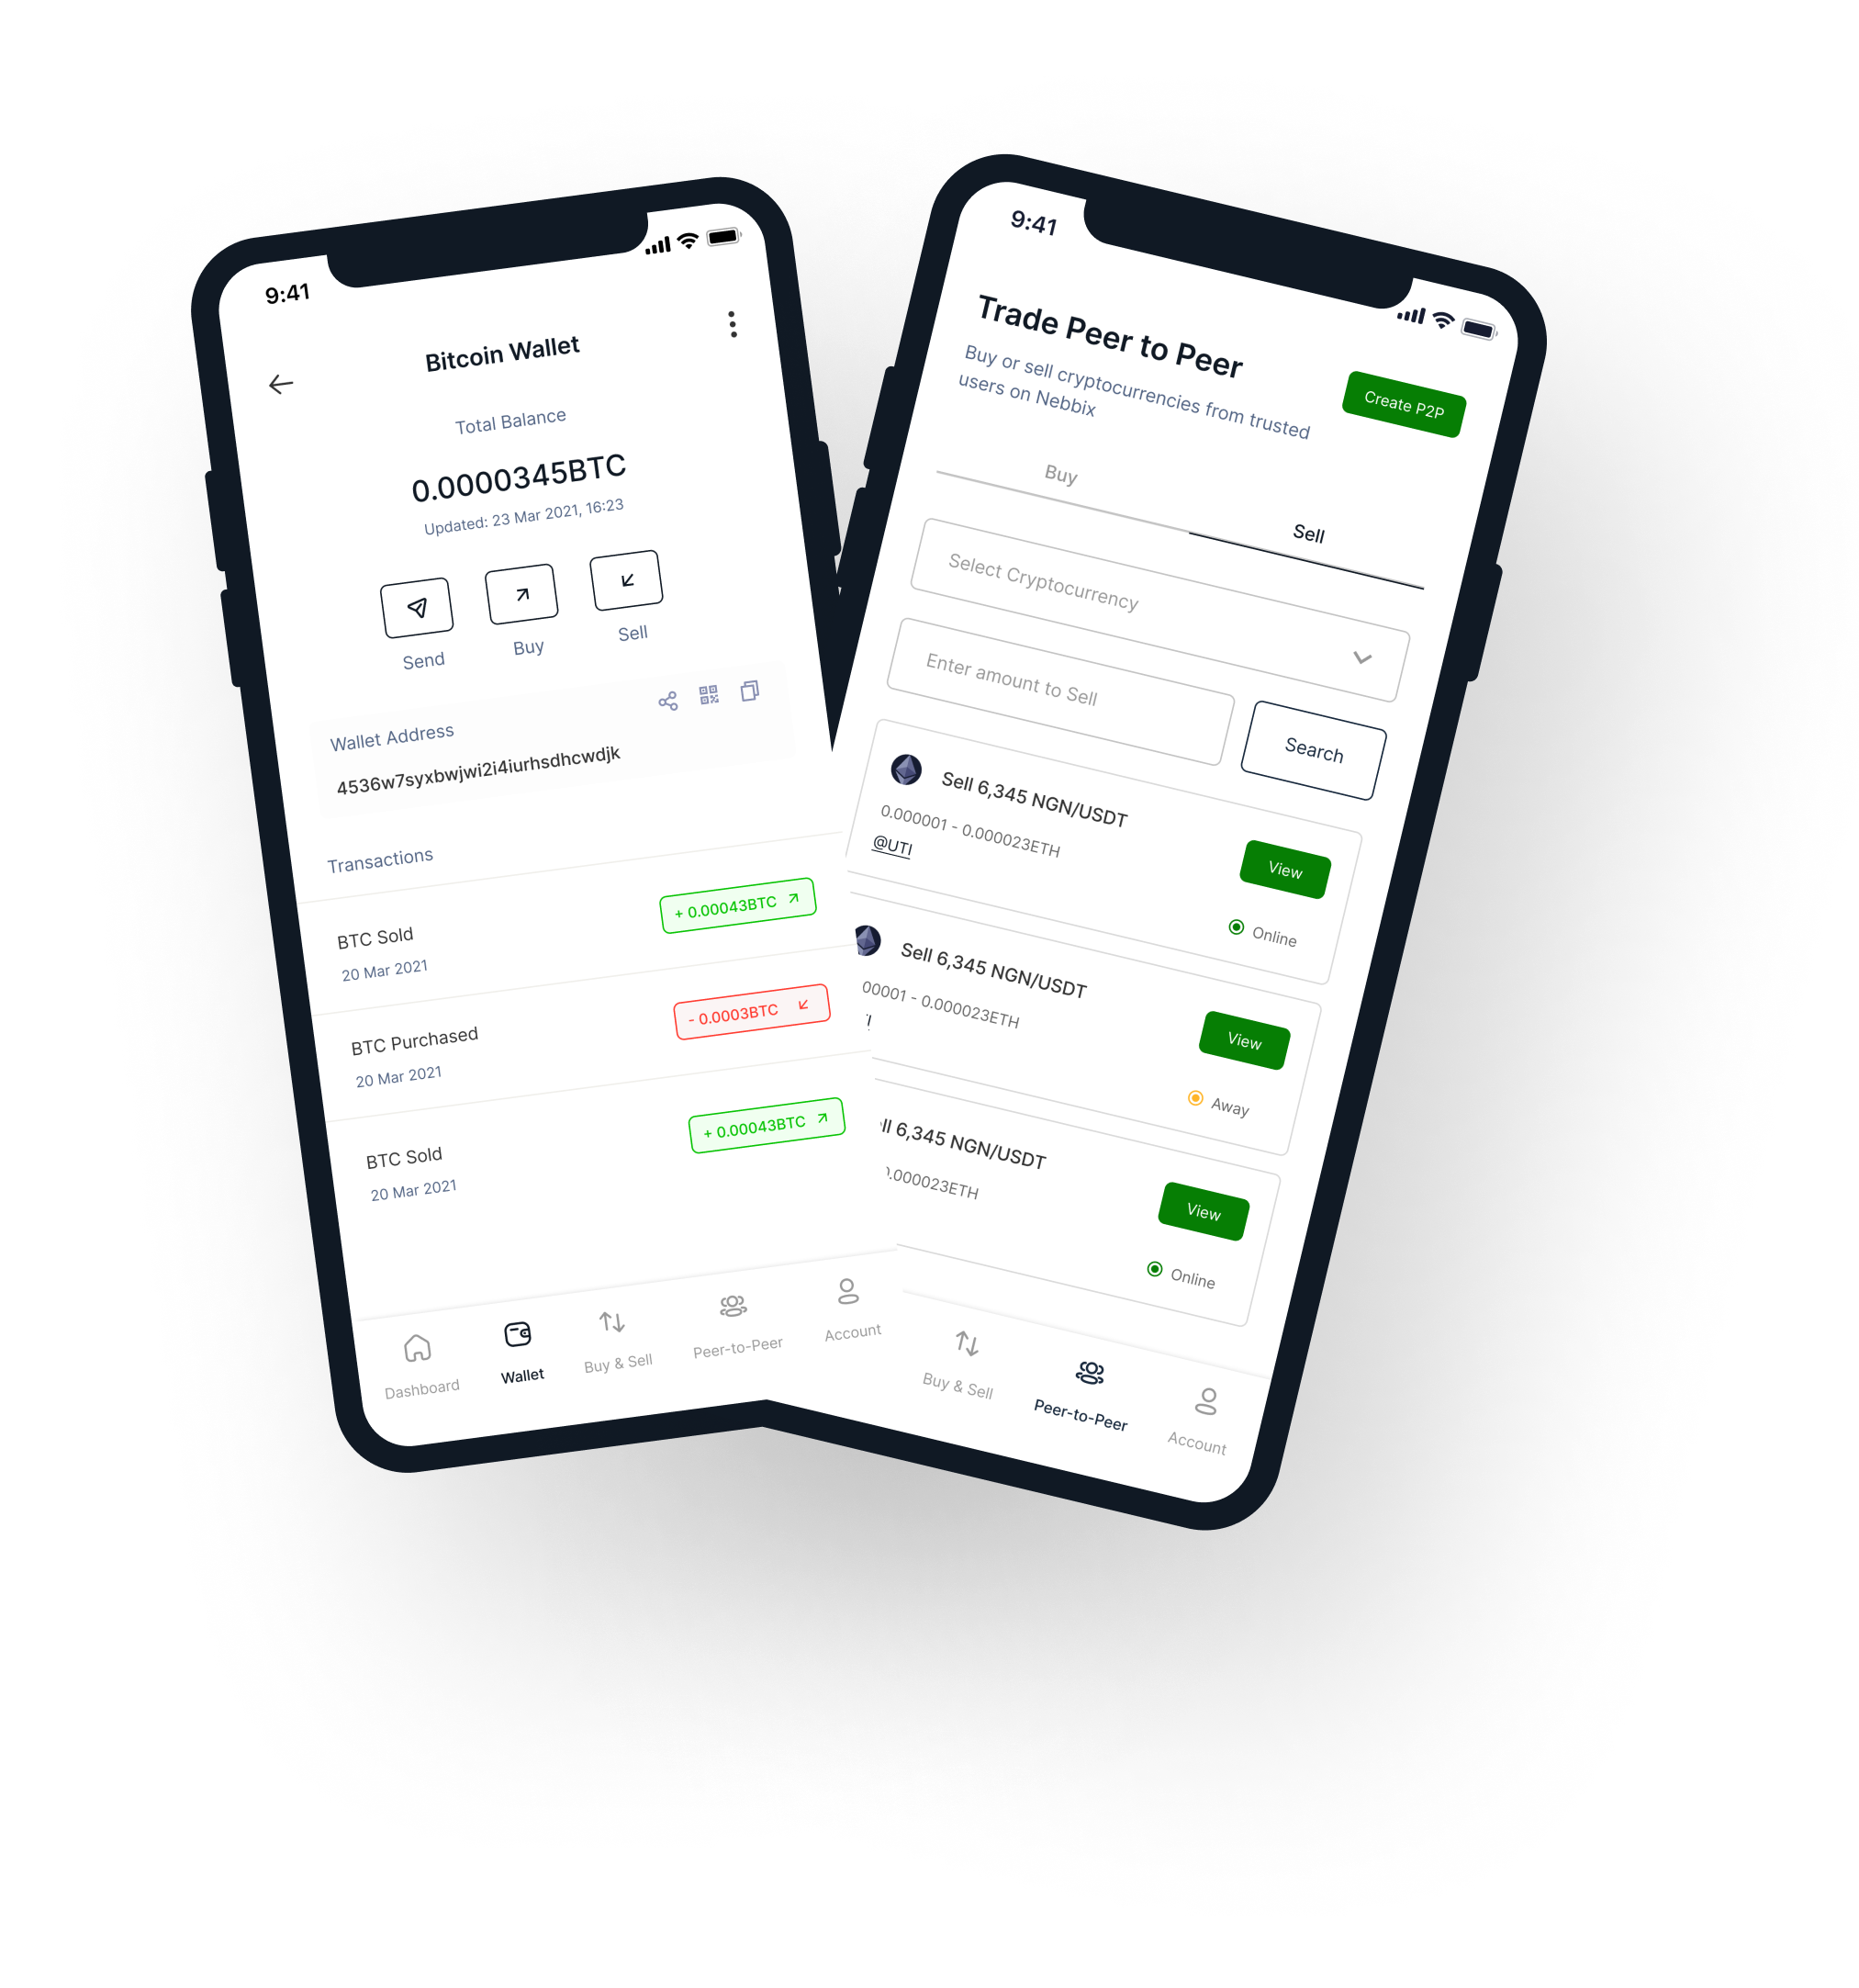 9:41
Bitcoin Wallet
Total Balance
0.0000345BTC
Updated: 23 Mar 2021, 16:23
Send
Buy
Sell
Wallet Address
4536w7syxbwjwi2i4iurhsdhcwdjk
Transactions
BTC Sold
+ 0.00043BTC
20 Mar 2021
BTC Purchased
- 0.0003BTC
20 Mar 2021
BTC Sold
+ 0.00043BTC
20 Mar 2021
Dashboard
Wallet
Buy & Sell
Peer-to-Peer
Account
9:41
Trade Peer to Peer
Buy or sell cryptocurrencies from trusted
users on Nebbix
Create P2P
Buy
Sell
Select Cryptocurrency
Enter amount to Sell
Search
Sell 6,345 NGN/USDT
0.000001 - 0.000023ETH
@UTI
View
Online
Sell 6,345 NGN/USDT
00001 - 0.000023ETH
View
Away
ll 6,345 NGN/USDT
.000023ETH
View
Online
Buy & Sell
Peer-to-Peer
Account